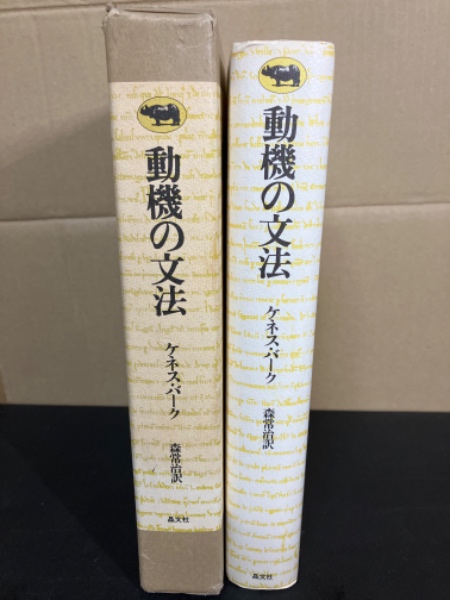 動機の文法
ケネス・バーク
森常治訳
晶文社
動機の文法
ケネス・バーク
森常治訳
晶文社